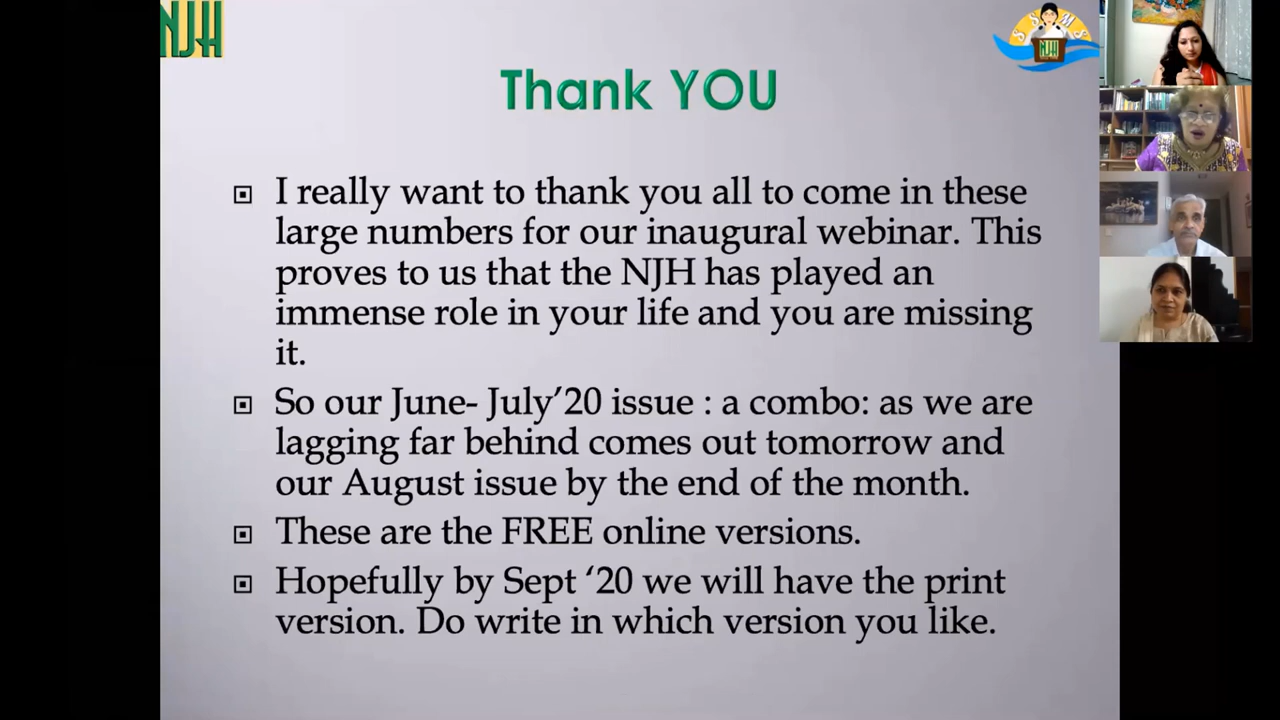 NJH
S S M S
NJH
Thank YOU
I really want to thank you all to come in these
large numbers for our inaugural webinar. This
proves to us that the NJH has played an
immense role in your life and you are missing
it.
So our June- July’20 issue : a combo: as we are
lagging far behind comes out tomorrow and
our August issue by the end of the month.
These are the FREE online versions.
Hopefully by Sept ‘20 we will have the print
version. Do write in which version you like.